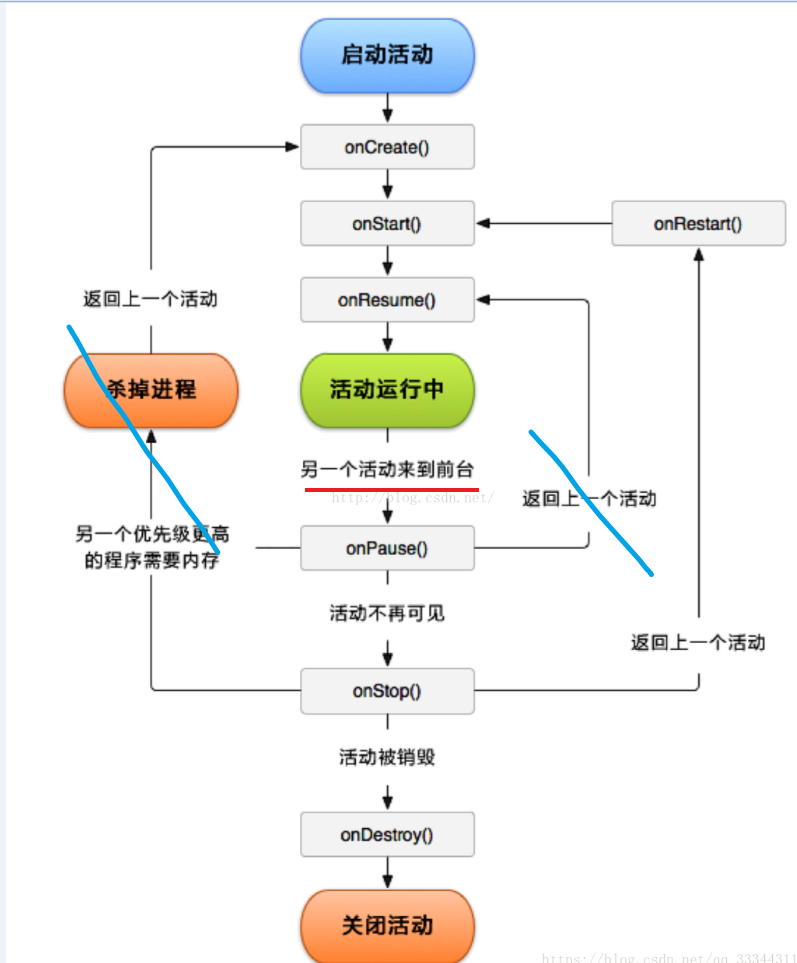 启动活动
onCreate()
onStart()
onRestart()
返回上一个活动
onResume()
杀掉进程
活动运行中
另一个活动来到前台
http://blog.csdn.net/
返回上一个活动
另一个优先级更高
的程序需要内存
onPause()
活动不再可见
返回上一个活动
onStop()
活动被销毁
onDestroy()
关闭活动
https://blog.csdn.net/qq_33344311